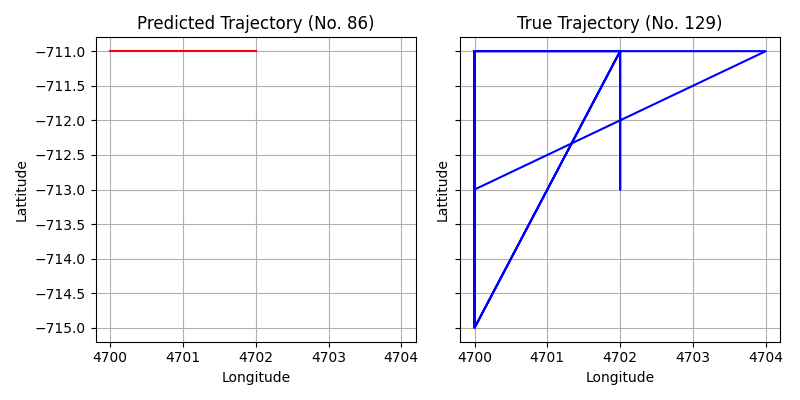 Predicted Trajectory (No. 86)
−711.0
−711.5
−712.0
−712.5
−713.0
−713.5
−714.0
−714.5
−715.0
Lattitude
4700 4701 4702 4703 4704
Longitude
True Trajectory (No. 129)
Lattitude
4700 4701 4702 4703 4704
Longitude